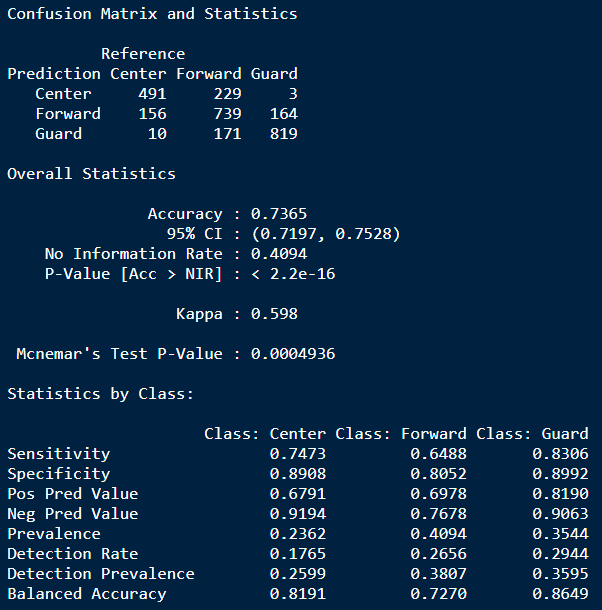 Confusion Matrix and Statistics

          Reference
Prediction Center Forward Guard
   Center     491     229     3
   Forward    156     739   164
   Guard       10     171   819

Overall Statistics

               Accuracy : 0.7365
                 95% CI : (0.7197, 0.7528)
    No Information Rate : 0.4094
    P-Value [Acc > NIR] : < 2.2e-16

                  Kappa : 0.598

 Mcnemar's Test P-Value : 0.0004936

Statistics by Class:

                     Class: Center Class: Forward Class: Guard
Sensitivity                 0.7473         0.6488       0.8306
Specificity                 0.8908         0.8052       0.8992
Pos Pred Value              0.6791         0.6978       0.8190
Neg Pred Value              0.9194         0.7678       0.9063
Prevalence                  0.2362         0.4094       0.3544
Detection Rate              0.1765         0.2656       0.2944
Detection Prevalence        0.2599         0.3807       0.3595
Balanced Accuracy           0.8191         0.7270       0.8649